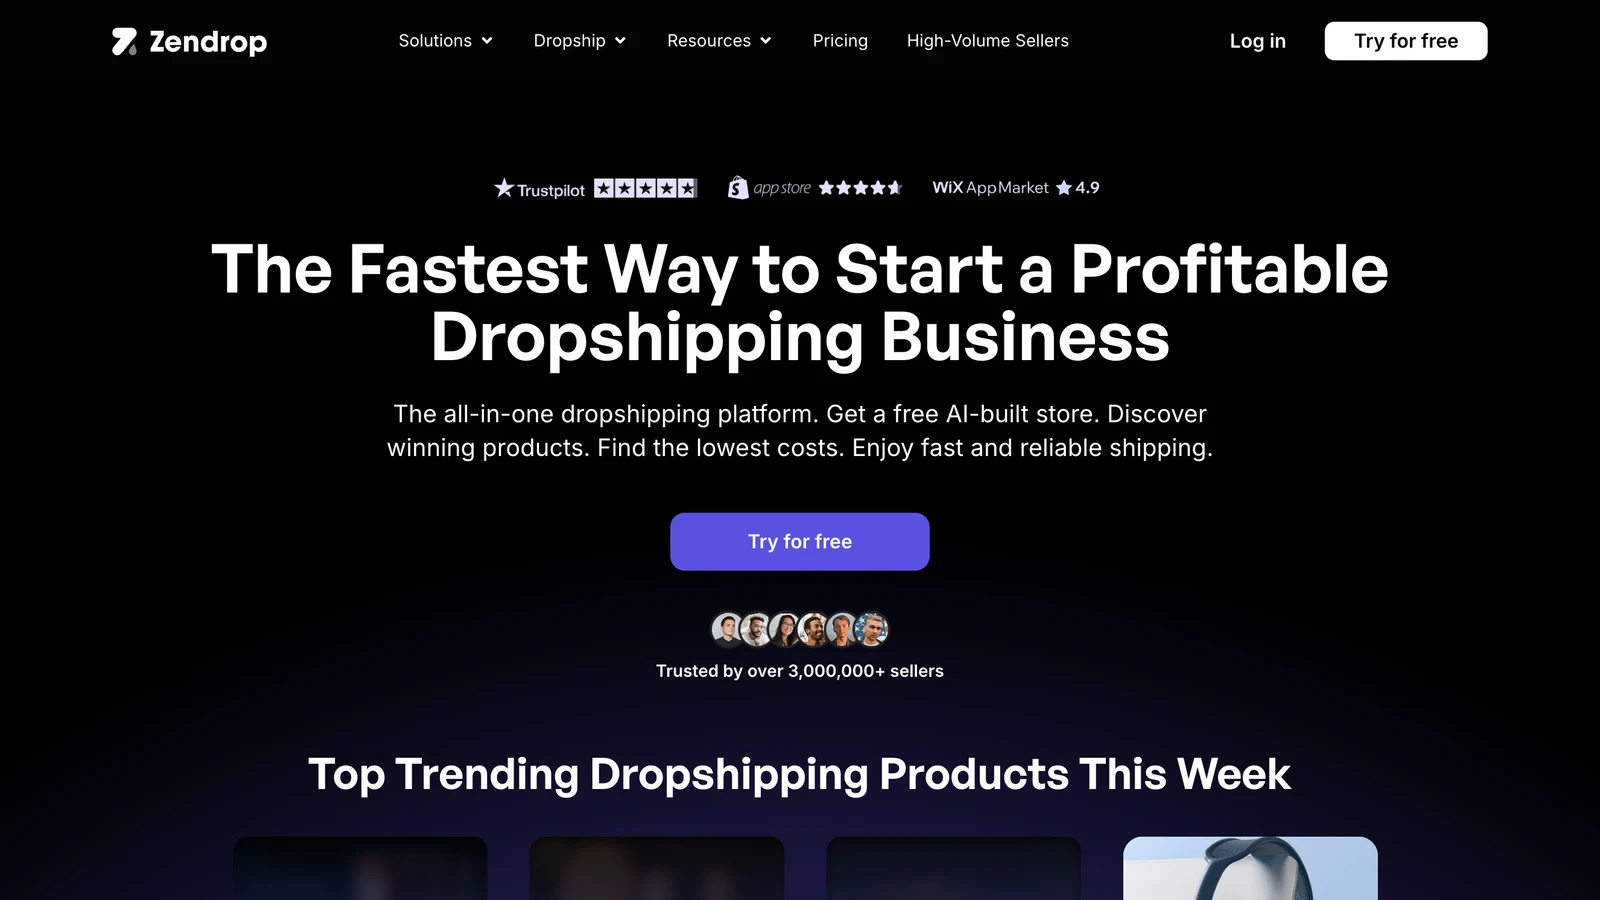 Zendrop
Solutions
Dropship
Resources
Pricing
High-Volume Sellers
Log in
Try for free
Trustpilot
app store
WiX App Market
4.9
The Fastest Way to Start a Profitable
Dropshipping Business
The all-in-one dropshipping platform. Get a free AI-built store. Discover
winning products. Find the lowest costs. Enjoy fast and reliable shipping.
Try for free
Trusted by over 3,000,000+ sellers
Top Trending Dropshipping Products This Week